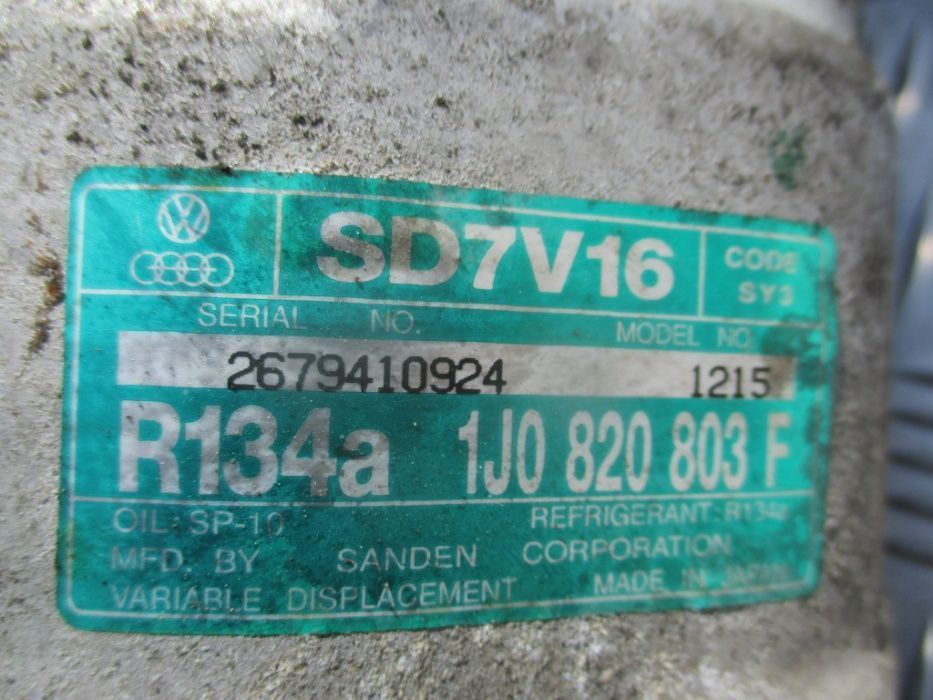 VW
SD7V16
CODE
SY3
SERIAL NO. MODEL NO
2679410924 1215
R134a 1J0 820 803 F
OIL: SP-10 REFRIGERANT: R134a
MFD. BY SANDEN CORPORATION
VARIABLE DISPLACEMENT MADE IN JAPAN